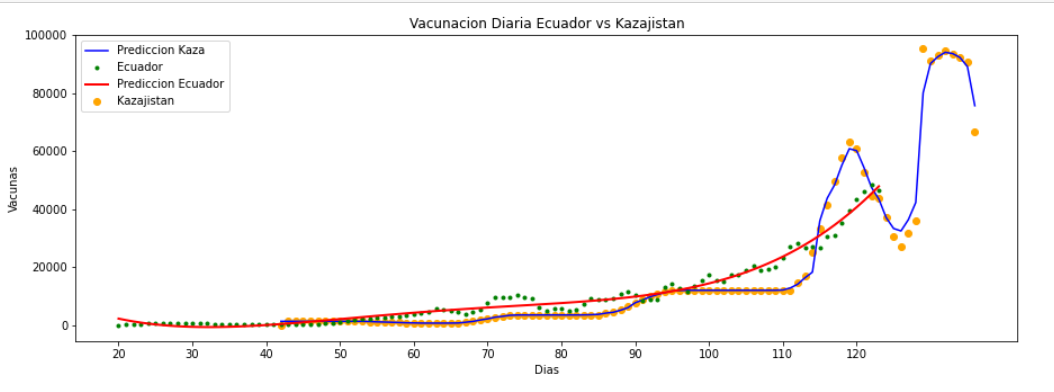 Vacunacion Diaria Ecuador vs Kazajistan
Prediccion Kaza
Ecuador
Prediccion Ecuador
Kazajistan
100000
80000
60000
40000
20000
0
Vacunas
20 30 40 50 60 70 80 90 100 110 120
Dias